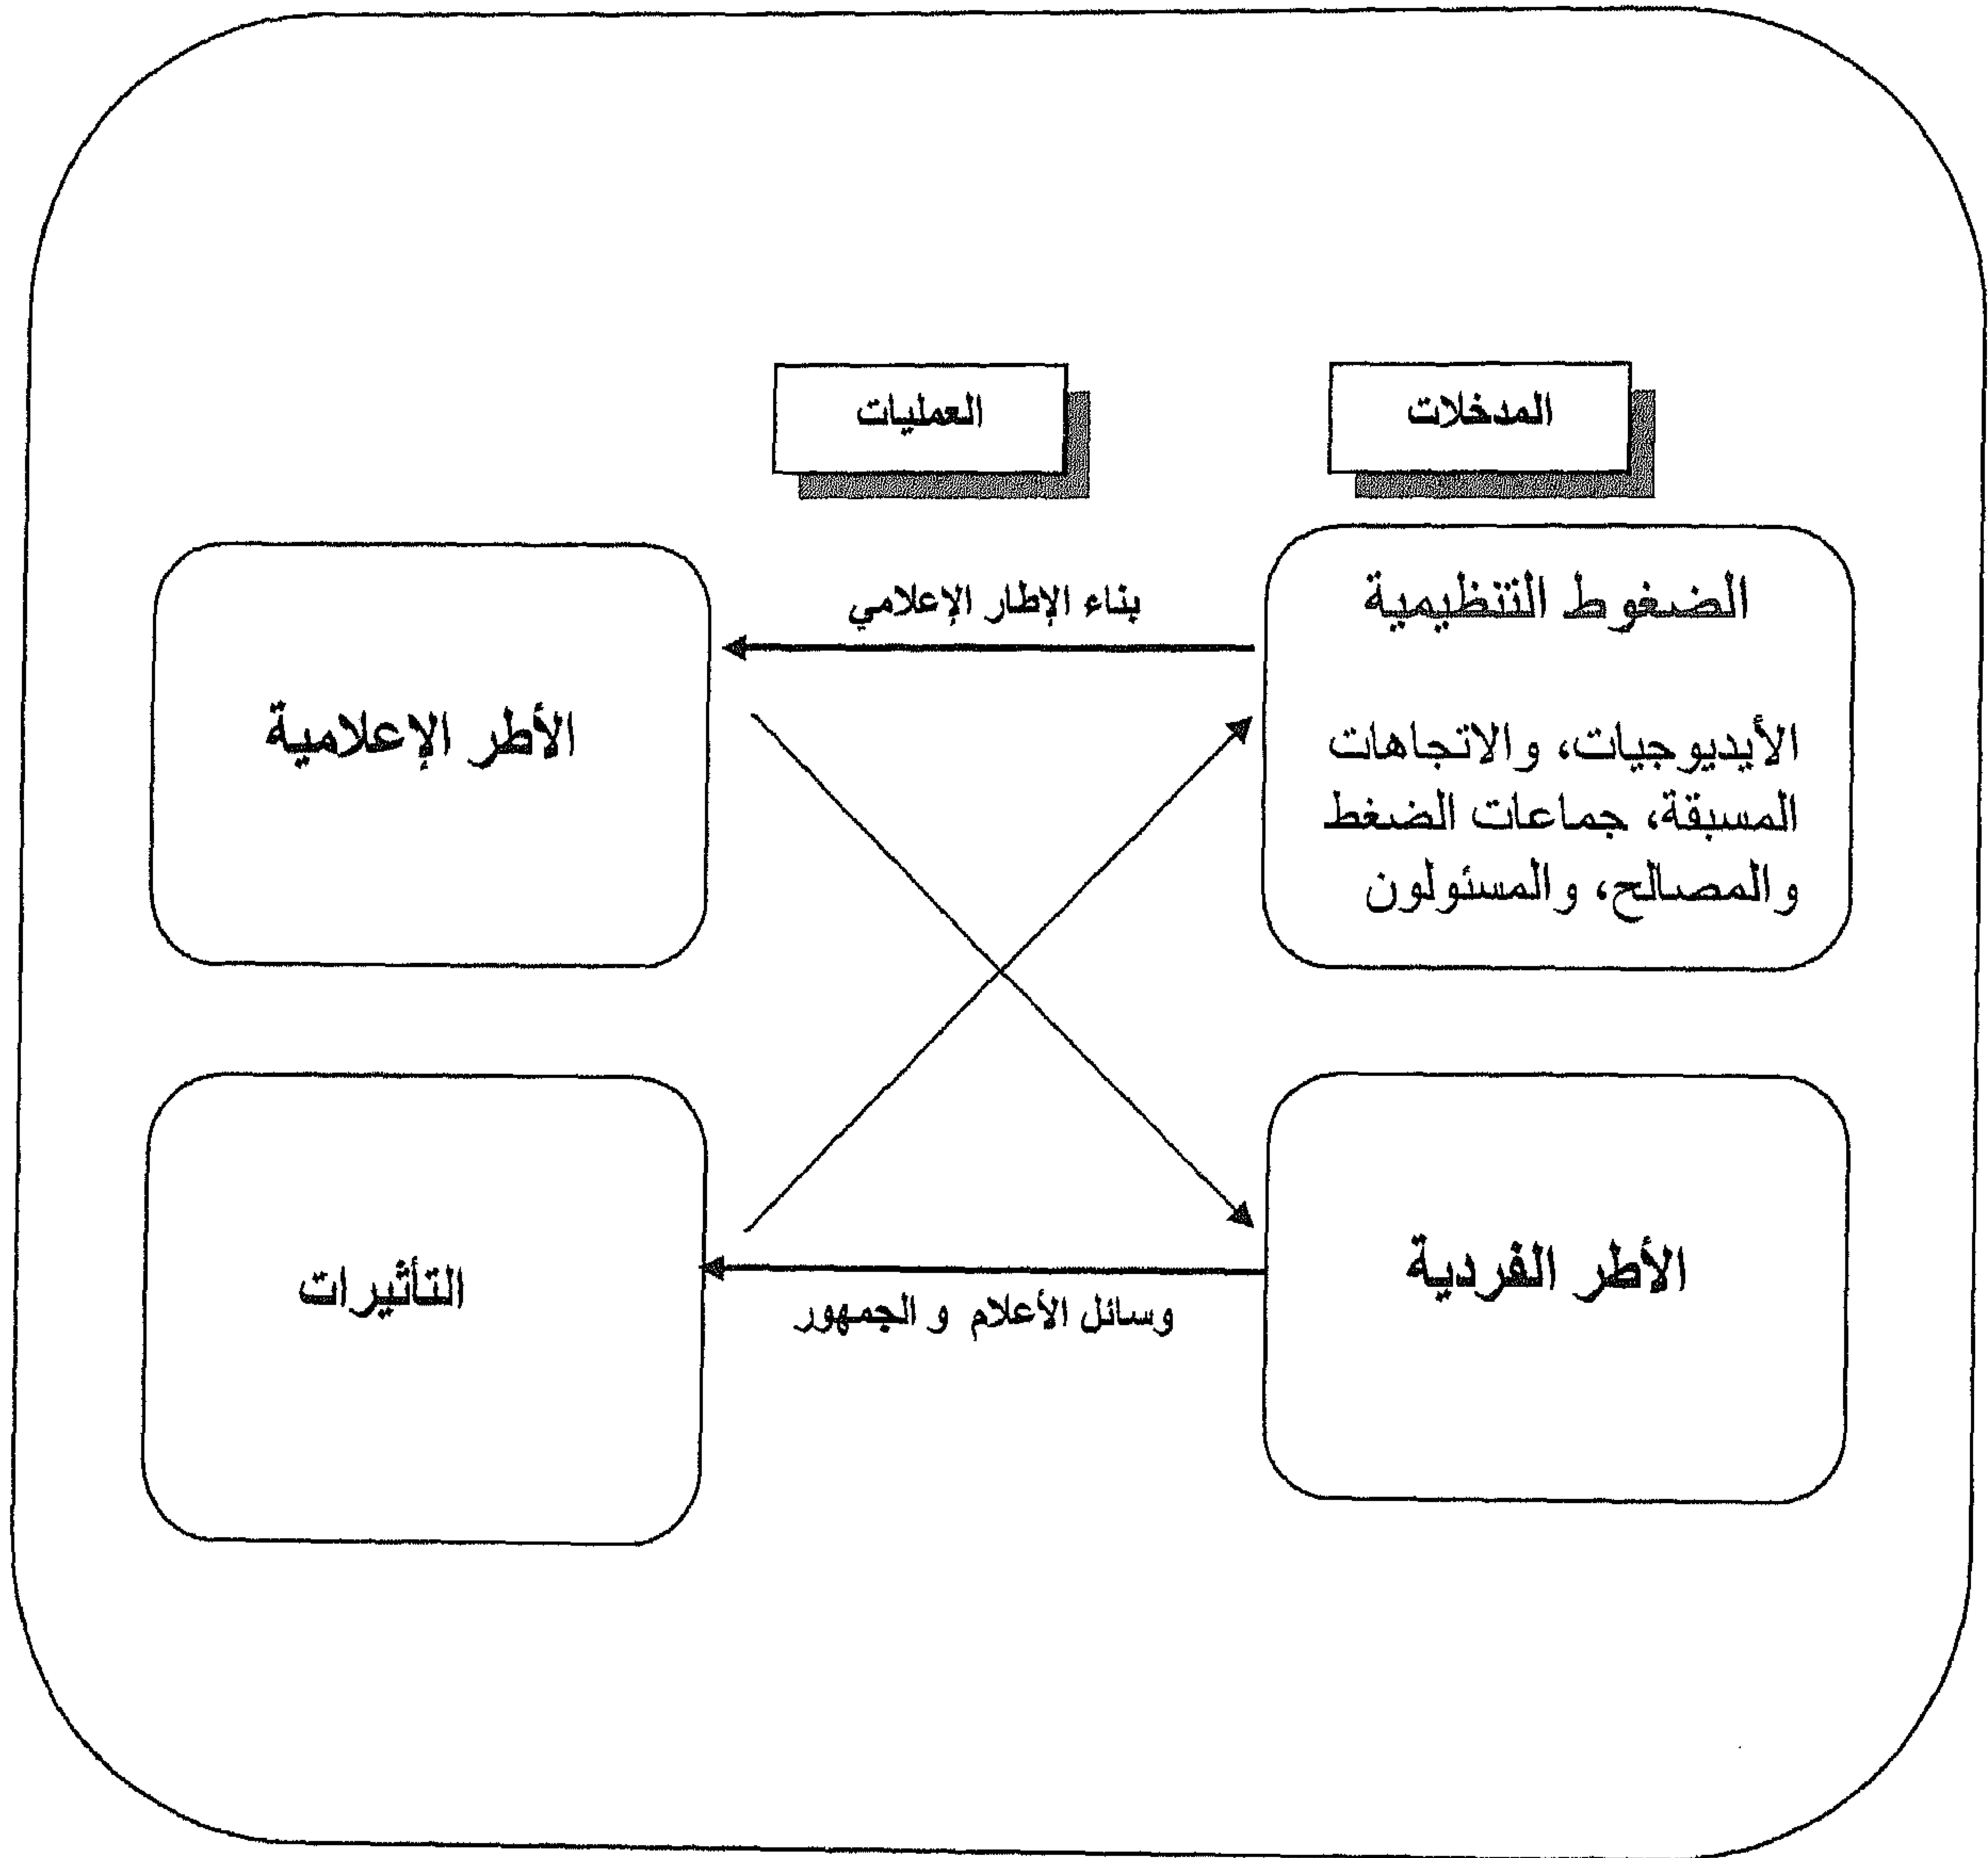 المدخلات
العمليات
الضغوط التنظيمية
الأيديوجيات، والاتجاهات
المسبقة، جماعات الضغط
والمصالح، والمسئولون
بناء الإطار الإعلامي
الأطر الإعلامية
الأطر الفردية
وسائل الأعلام و الجمهور
التأثيرات